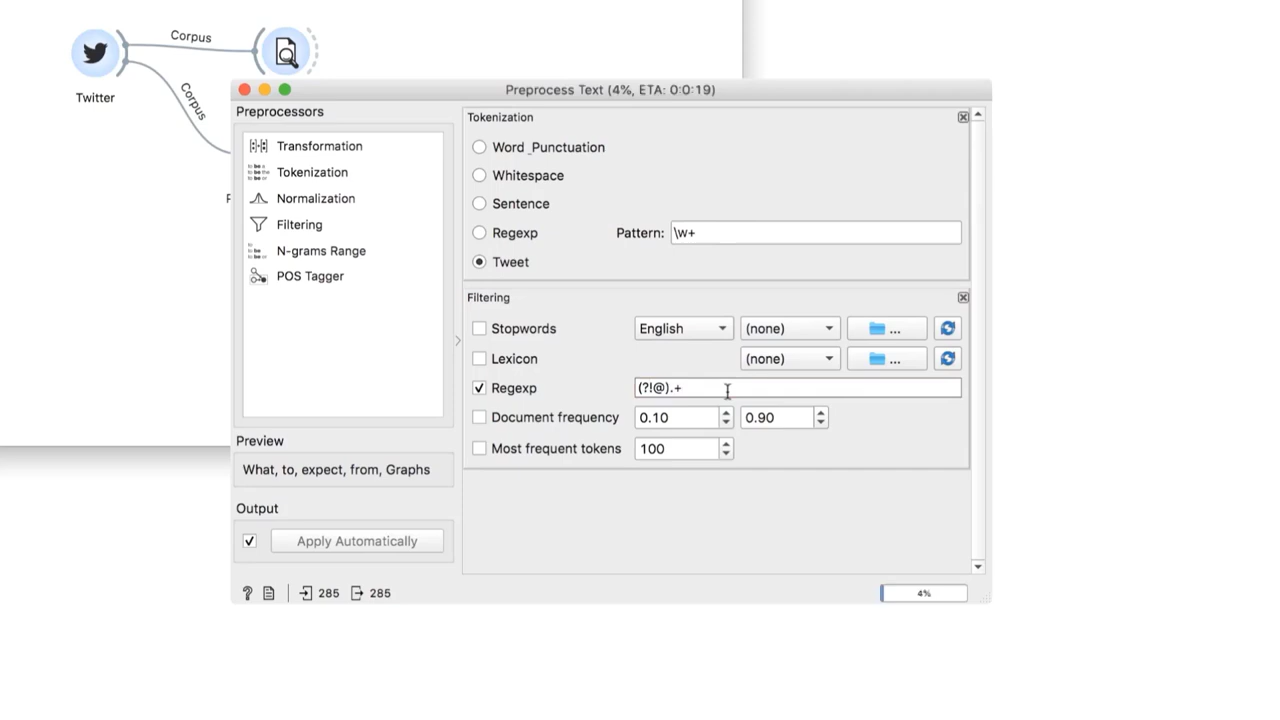 Corpus
Twitter
Corpus
Preprocess Text (4%, ETA: 0:0:19)
Preprocessors
Transformation
Tokenization
Normalization
Filtering
N-grams Range
POS Tagger
Preview
What, to, expect, from, Graphs
Output
Apply Automatically
285 285
Tokenization
Word_Punctuation
Whitespace
Sentence
Regexp Pattern: \w+
Tweet
Filtering
Stopwords English (none) ...
Lexicon (none) ...
Regexp (?!@).+
Document frequency 0.10 0.90
Most frequent tokens 100
4%